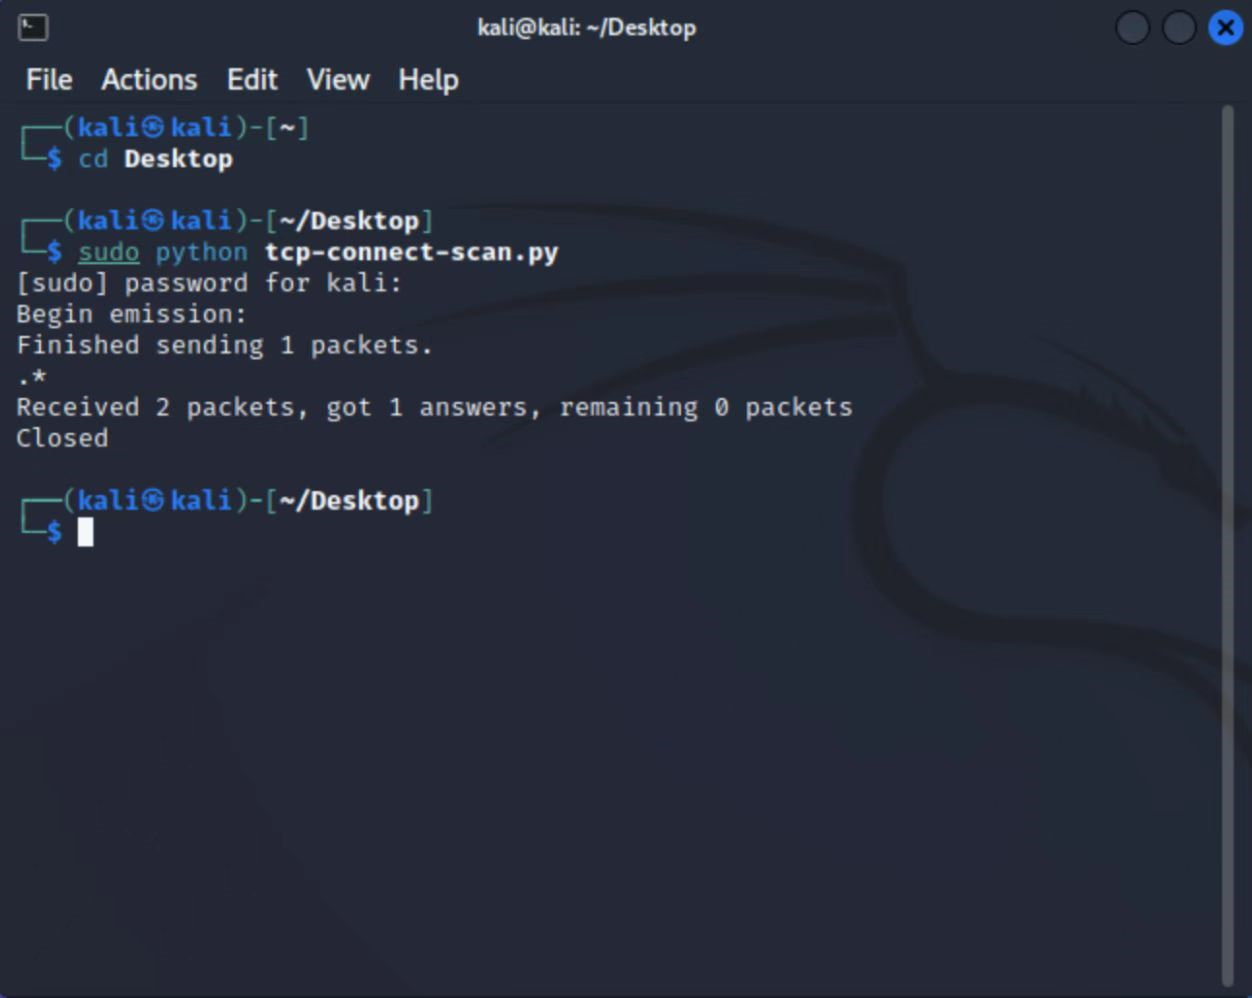 kali@kali: ~/Desktop
File Actions Edit View Help
┌──(kali㉿kali)-[~]
└─$ cd Desktop
┌──(kali㉿kali)-[~/Desktop]
└─$ sudo python tcp-connect-scan.py
[sudo] password for kali:
Begin emission:
Finished sending 1 packets.
.*
Received 2 packets, got 1 answers, remaining 0 packets
Closed
┌──(kali㉿kali)-[~/Desktop]
└─$